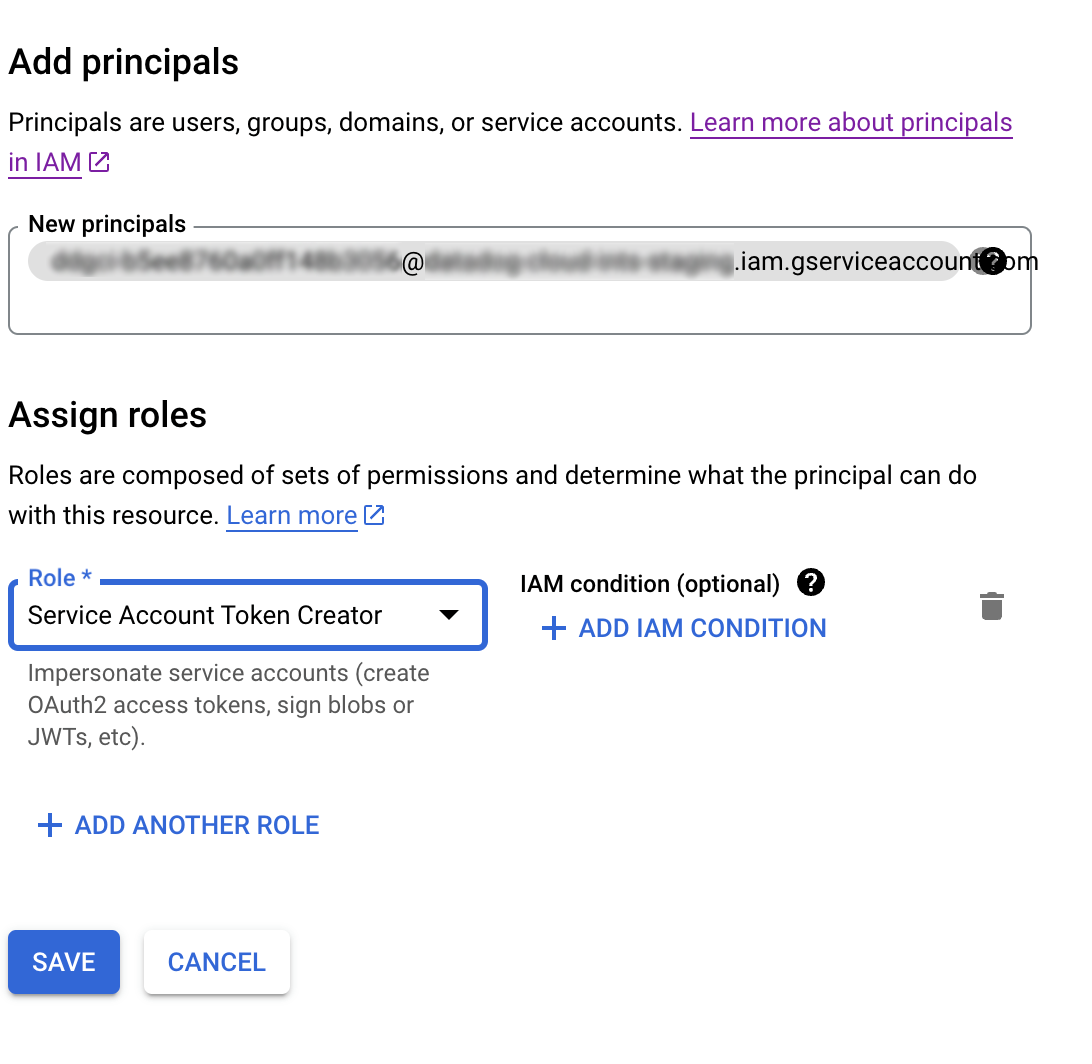 Add principals
Principals are users, groups, domains, or service accounts. Learn more about principals
in IAM
New principals
@ .iam.gserviceaccount om
Assign roles
Roles are composed of sets of permissions and determine what the principal can do
with this resource. Learn more
Role *
Service Account Token Creator
IAM condition (optional)
?
+ ADD IAM CONDITION
Impersonate service accounts (create
OAuth2 access tokens, sign blobs or
JWTs, etc).
+ ADD ANOTHER ROLE
SAVE
CANCEL